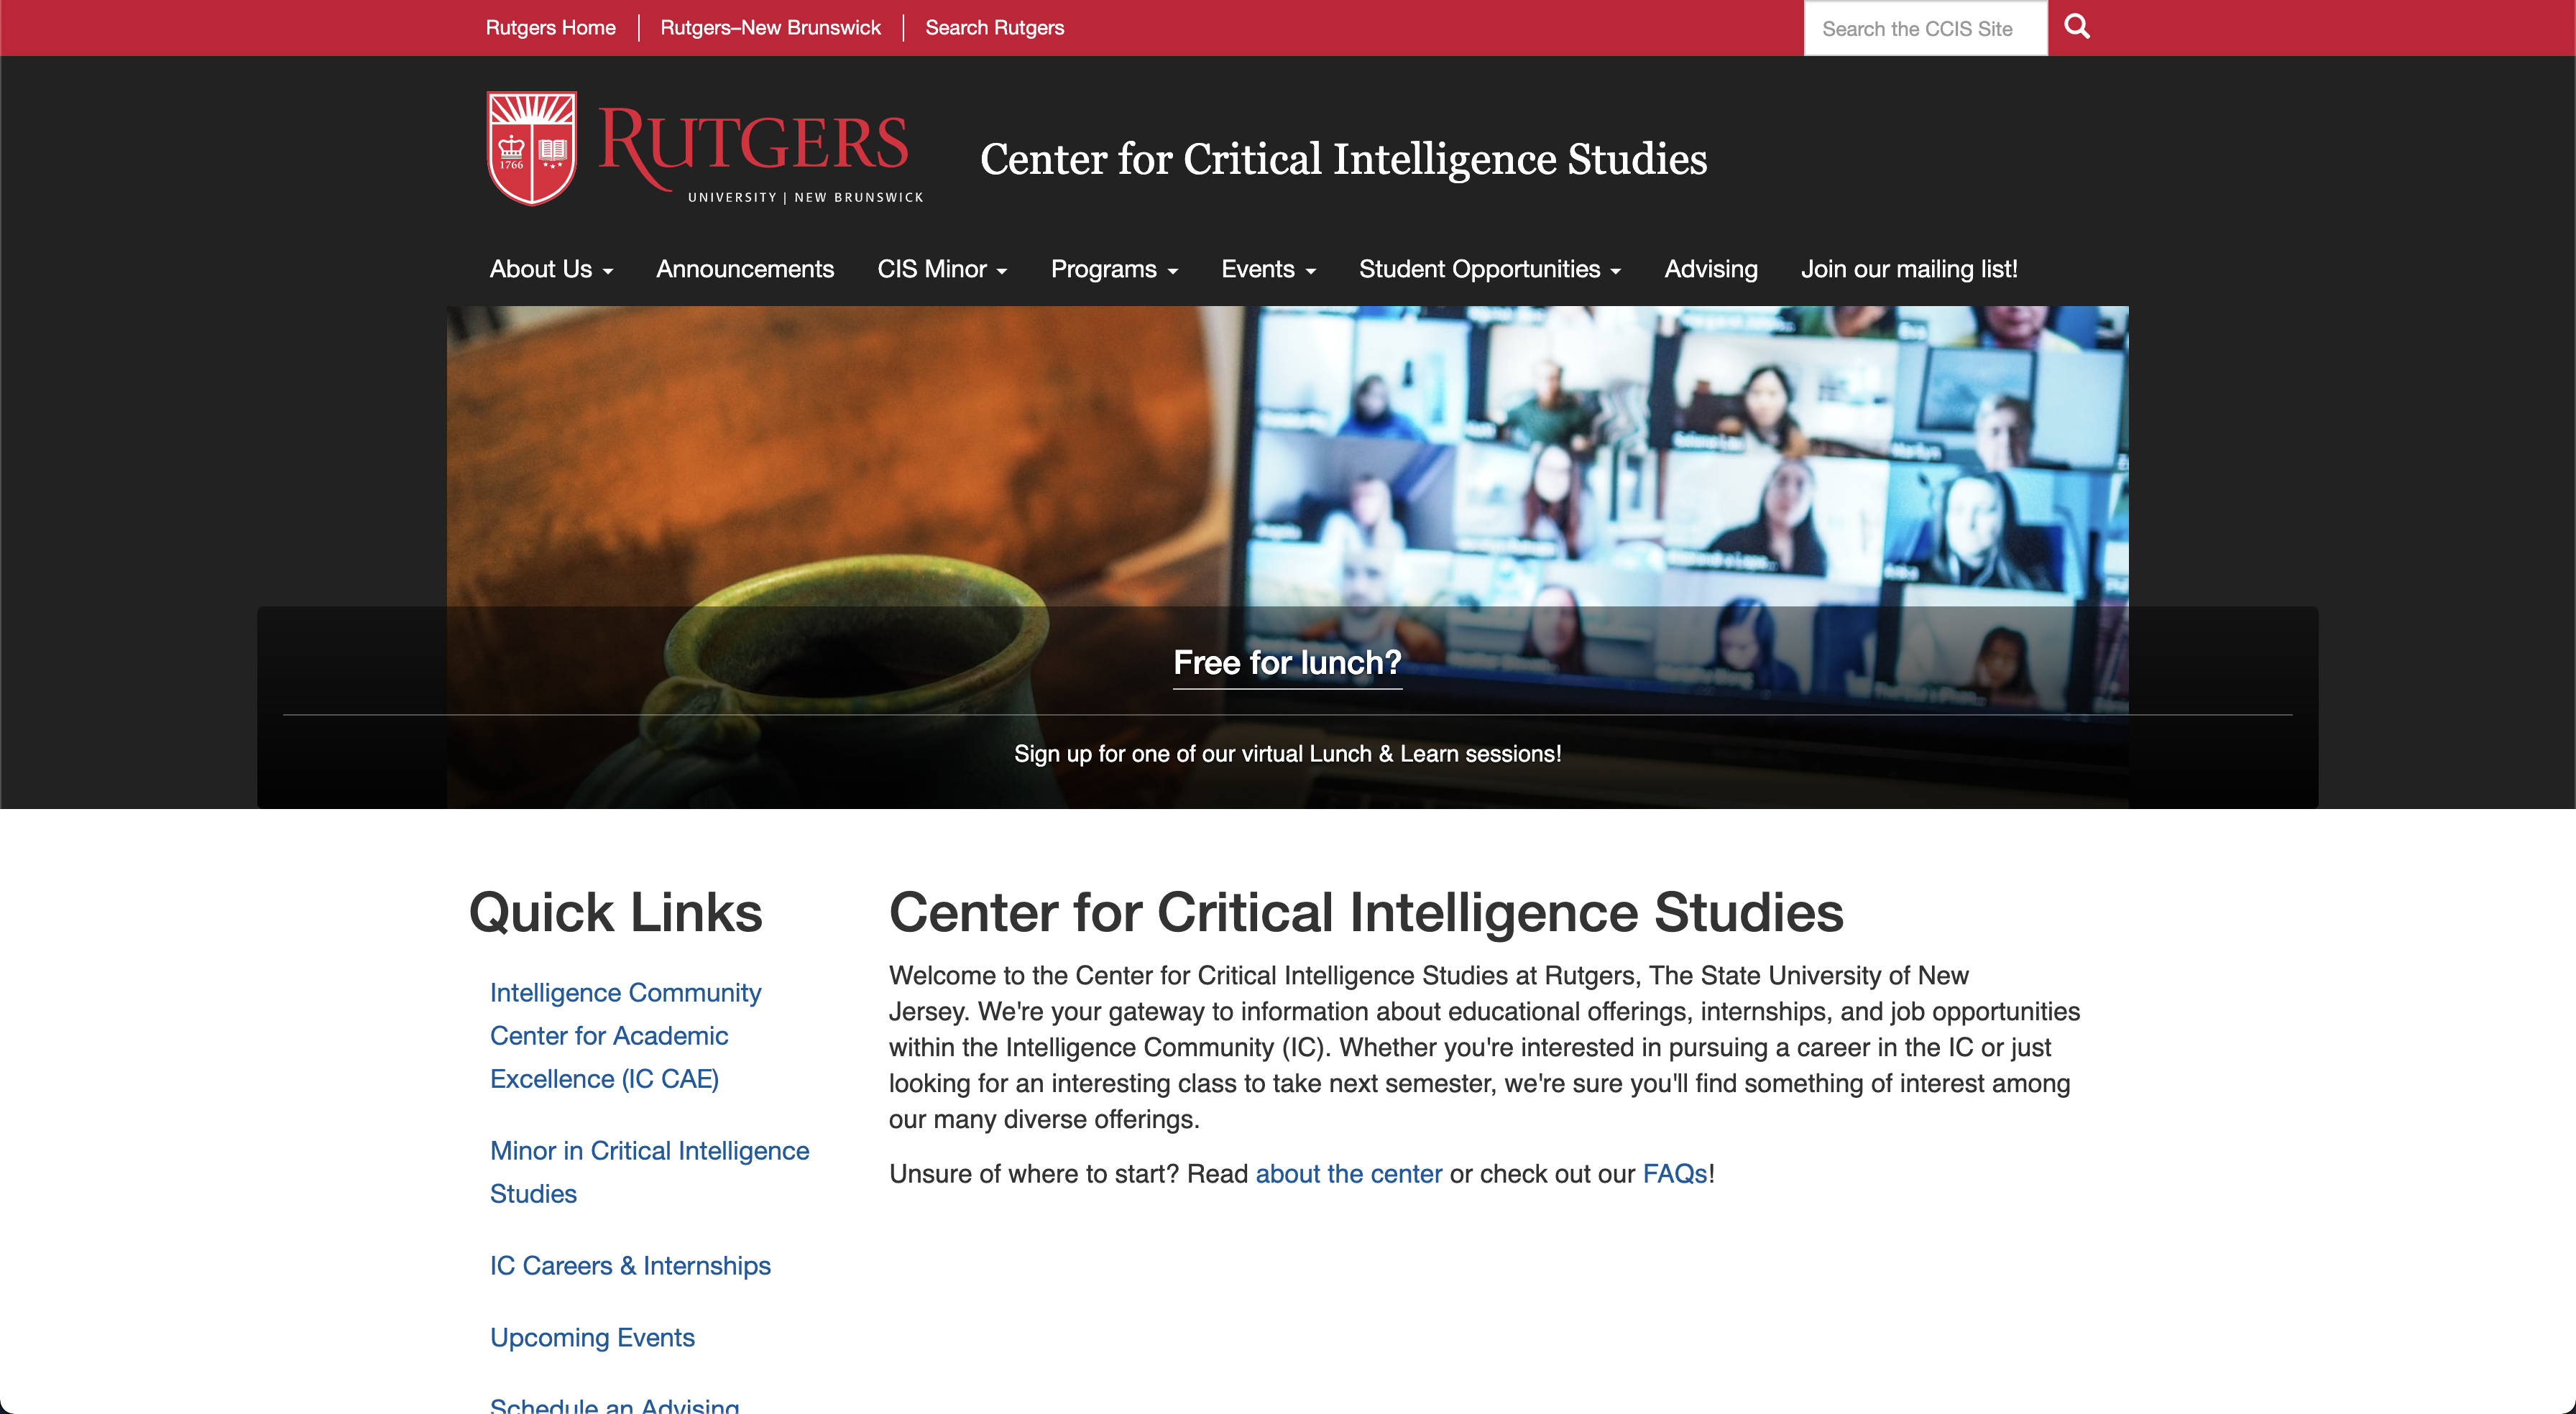 Rutgers Home
Rutgers–New Brunswick
Search Rutgers
Search the CCIS Site
1766
RUTGERS
UNIVERSITY | NEW BRUNSWICK
Center for Critical Intelligence Studies
About Us
Announcements
CIS Minor
Programs
Events
Student Opportunities
Advising
Join our mailing list!
Free for lunch?
Sign up for one of our virtual Lunch & Learn sessions!
Quick Links
Intelligence Community
Center for Academic
Excellence (IC CAE)
Minor in Critical Intelligence
Studies
IC Careers & Internships
Upcoming Events
Schedule an Advising
Center for Critical Intelligence Studies
Welcome to the Center for Critical Intelligence Studies at Rutgers, The State University of New
Jersey. We're your gateway to information about educational offerings, internships, and job opportunities
within the Intelligence Community (IC). Whether you're interested in pursuing a career in the IC or just
looking for an interesting class to take next semester, we're sure you'll find something of interest among
our many diverse offerings.
Unsure of where to start? Read about the center or check out our FAQs!